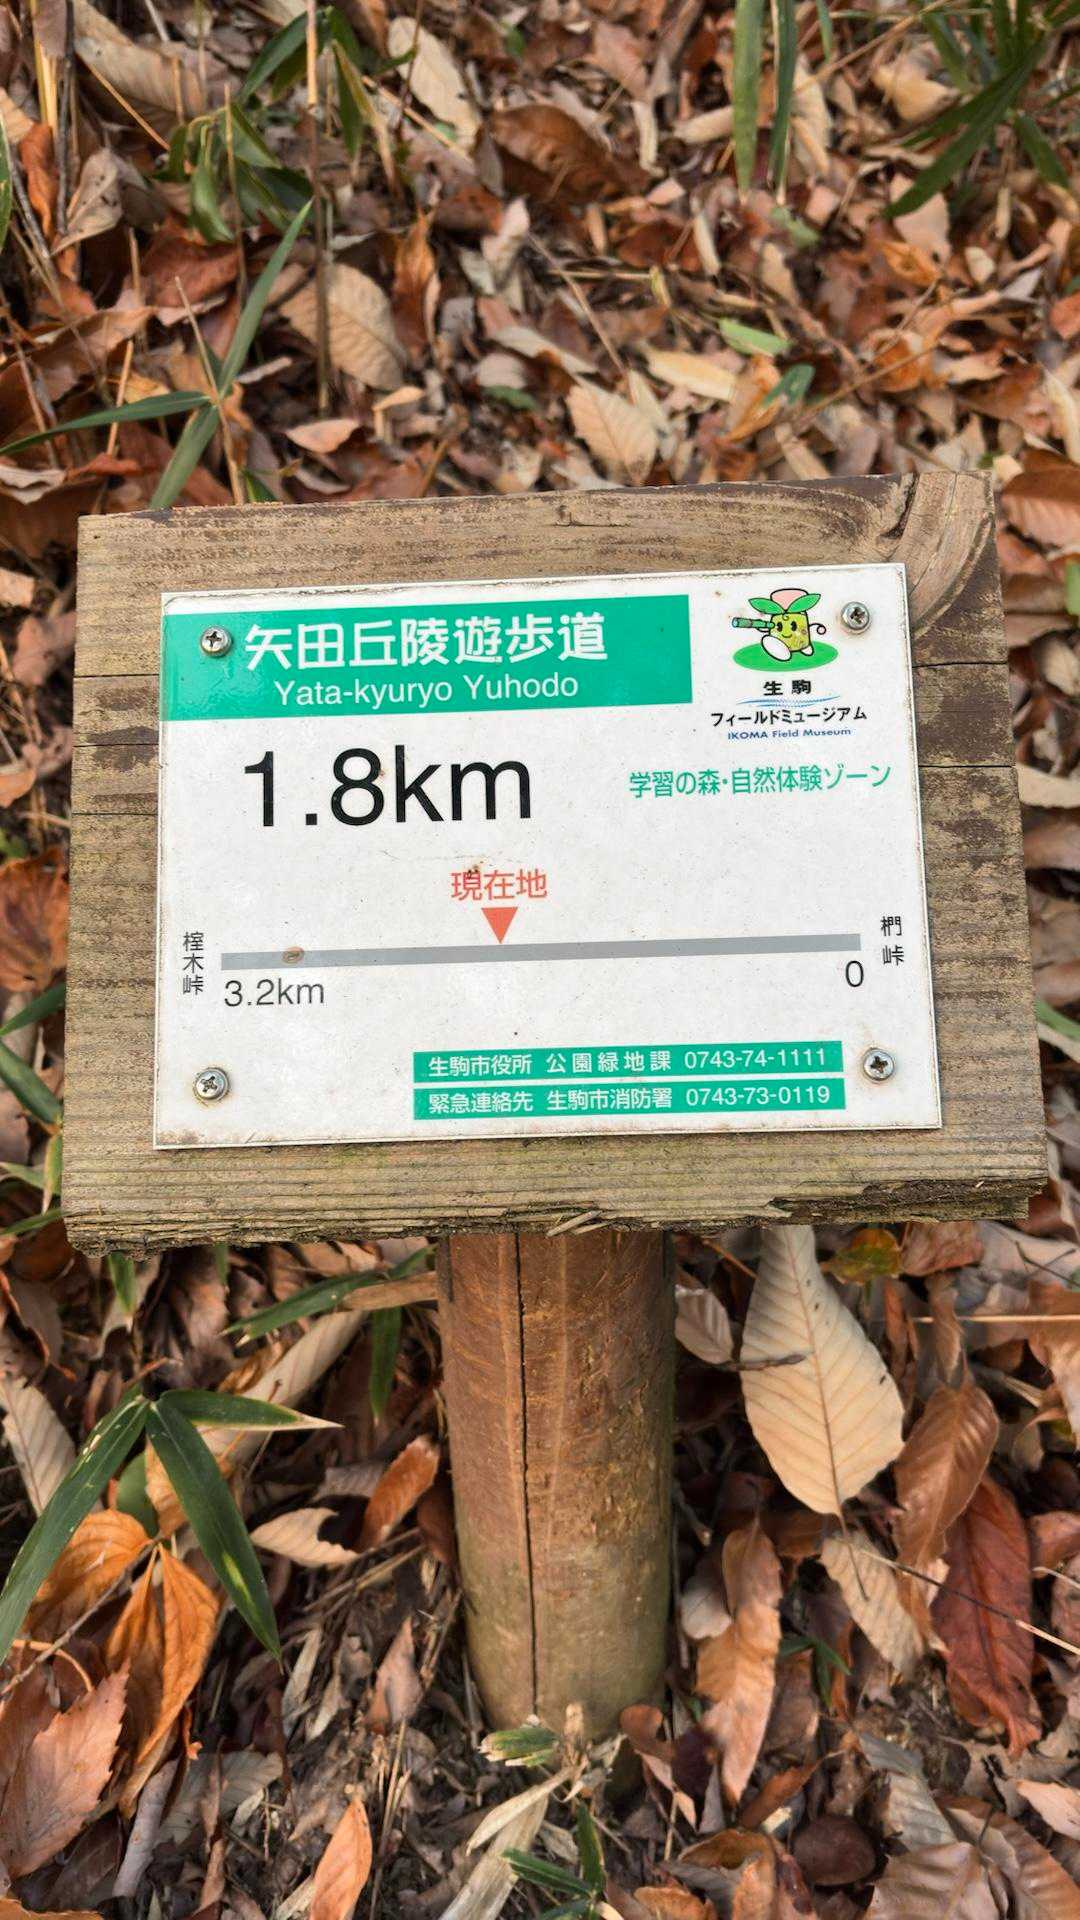 矢田丘陵遊歩道
Yata-kyuryo Yuhodo
生駒
フィールドミュージアム
IKOMA Field Museum
1.8km
学習の森・自然体験ゾーン
現在地
榁木峠
椚峠
3.2km
0
生駒市役所 公園緑地課 0743-74-1111
緊急連絡先 生駒市消防署 0743-73-0119